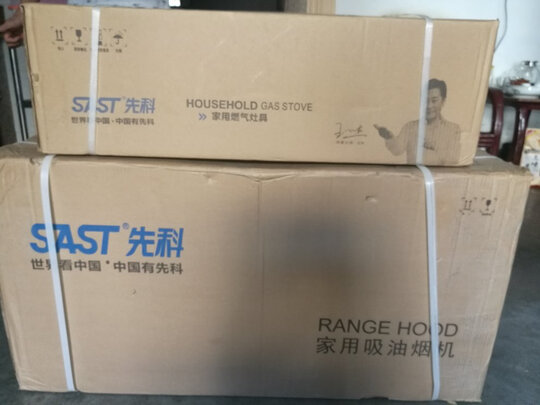 SAST®先科
世界看中国·中国有先科
HOUSEHOLD GAS STOVE
» 家用燃气灶具
SAST®先科
世界看中国·中国有先科
RANGE HOOD
家用吸油烟机